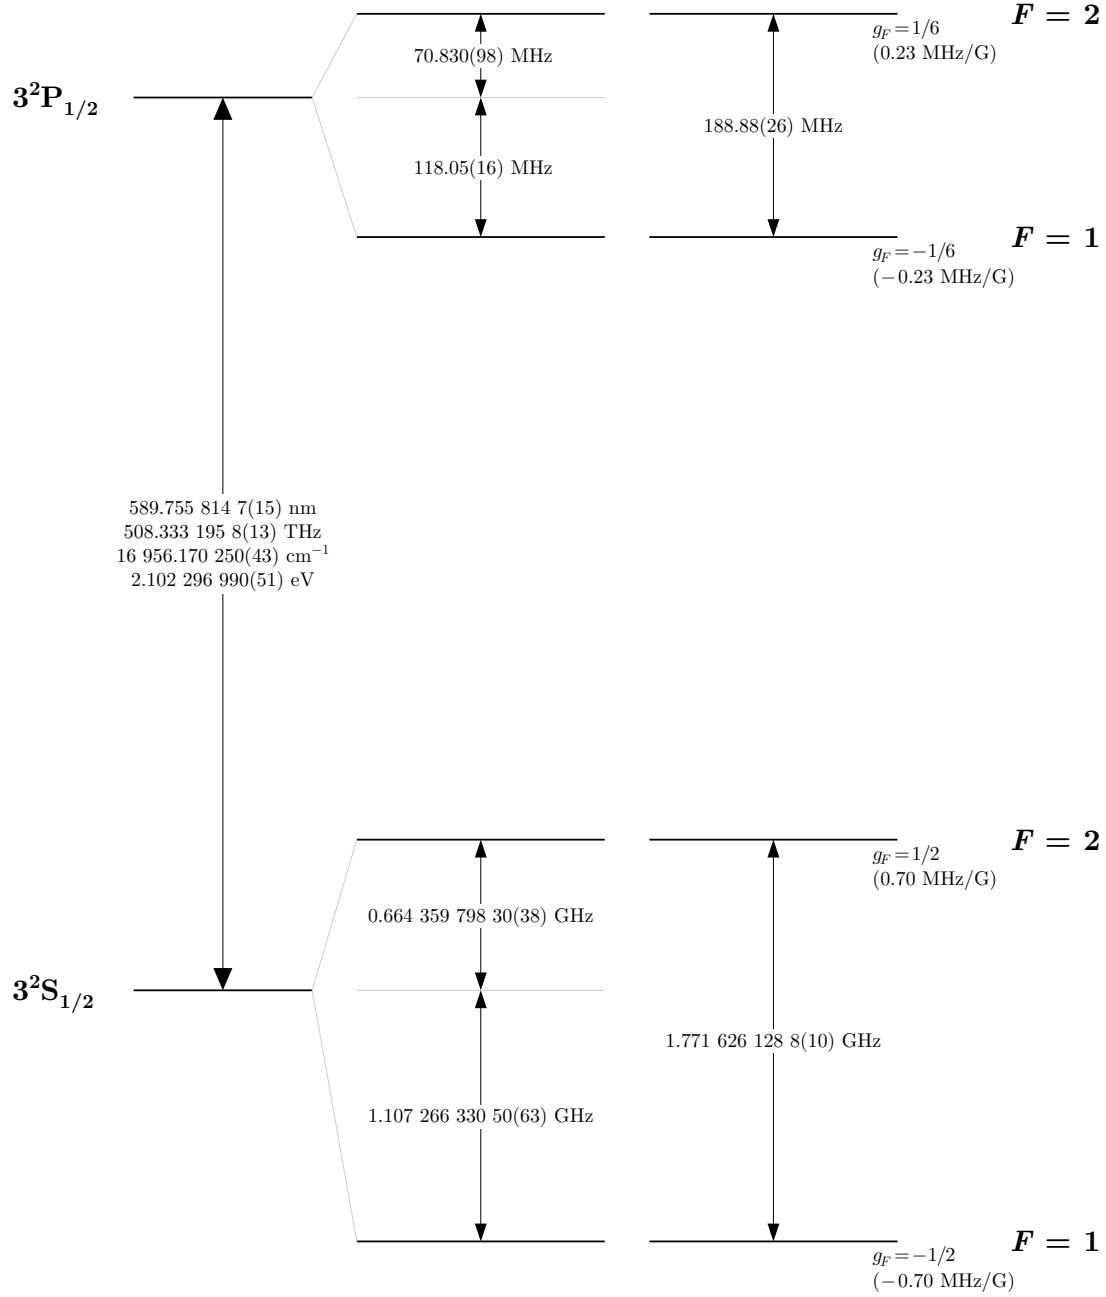 F = 2
g_F = 1/6
(0.23 MHz/G)
70.830(98) MHz
3²P₁/₂
188.88(26) MHz
118.05(16) MHz
F = 1
g_F = −1/6
(−0.23 MHz/G)
589.755 814 7(15) nm
508.333 195 8(13) THz
16 956.170 250(43) cm⁻¹
2.102 296 990(51) eV
F = 2
g_F = 1/2
(0.70 MHz/G)
0.664 359 798 30(38) GHz
3²S₁/₂
1.771 626 128 8(10) GHz
1.107 266 330 50(63) GHz
F = 1
g_F = −1/2
(−0.70 MHz/G)